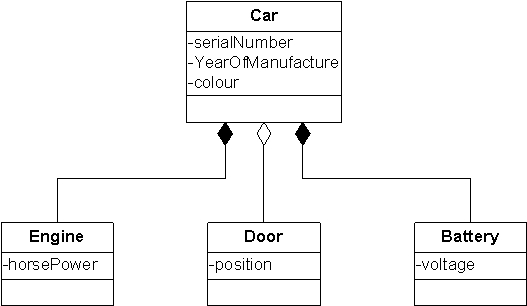 Car
-serialNumber
-YearOfManufacture
-colour
Engine
-horsePower
Door
-position
Battery
-voltage